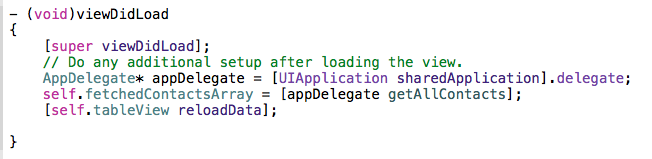 - (void)viewDidLoad
{
    [super viewDidLoad];
    // Do any additional setup after loading the view.
    AppDelegate* appDelegate = [UIApplication sharedApplication].delegate;
    self.fetchedContactsArray = [appDelegate getAllContacts];
    [self.tableView reloadData];
}